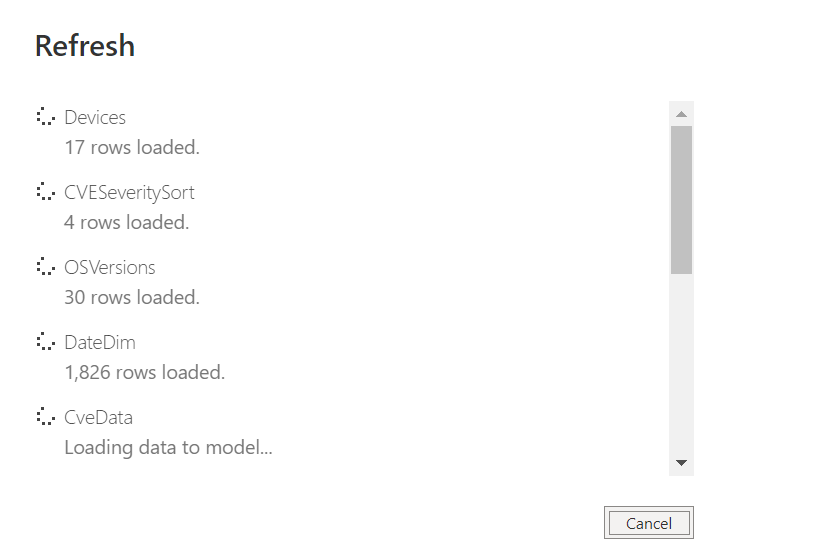 Refresh
Devices
17 rows loaded.
CVESeveritySort
4 rows loaded.
OSVersions
30 rows loaded.
DateDim
1,826 rows loaded.
CveData
Loading data to model...
Cancel